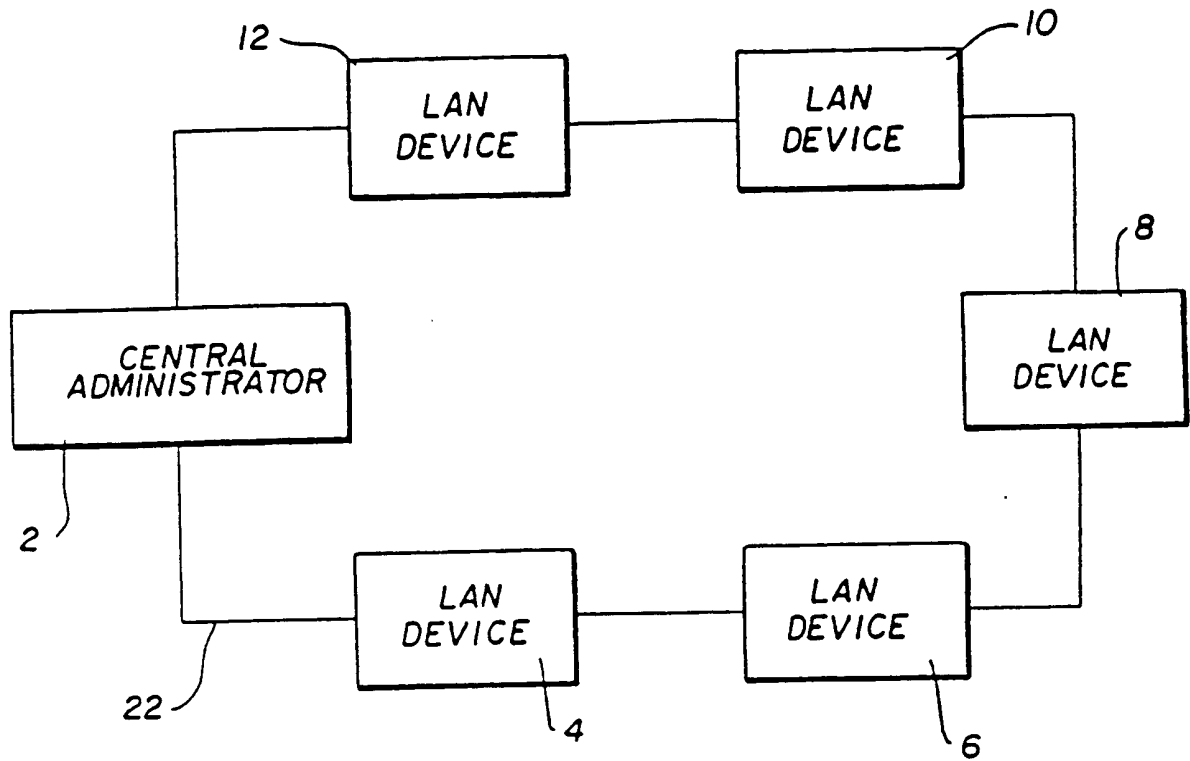 12
LAN
DEVICE
10
LAN
DEVICE
8
LAN
DEVICE
CENTRAL
ADMINISTRATOR
2
LAN
DEVICE
4
LAN
DEVICE
6
22